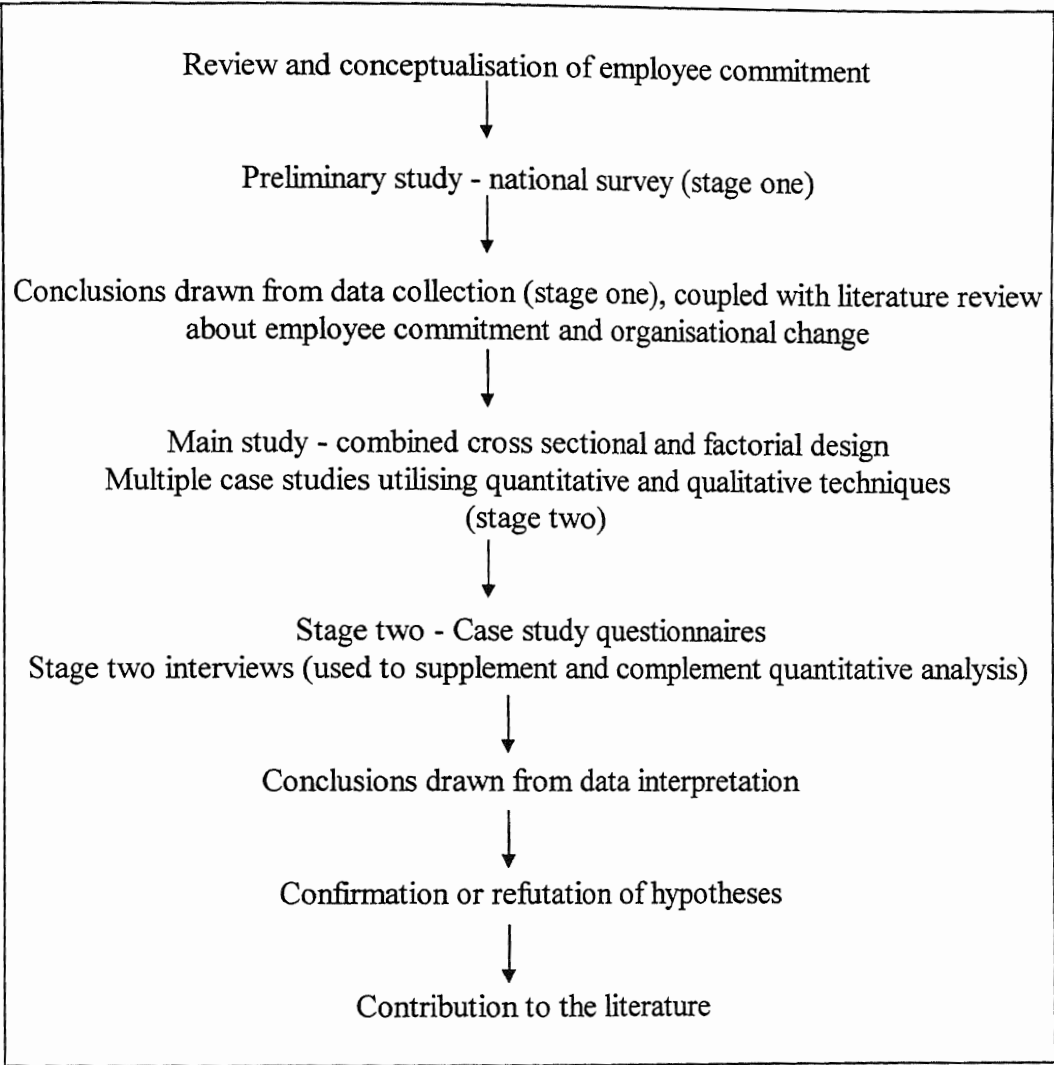 Review and conceptualisation of employee commitment
Preliminary study - national survey (stage one)
Conclusions drawn from data collection (stage one), coupled with literature review
about employee commitment and organisational change
Main study - combined cross sectional and factorial design
Multiple case studies utilising quantitative and qualitative techniques
(stage two)
Stage two - Case study questionnaires
Stage two interviews (used to supplement and complement quantitative analysis)
Conclusions drawn from data interpretation
Confirmation or refutation of hypotheses
Contribution to the literature